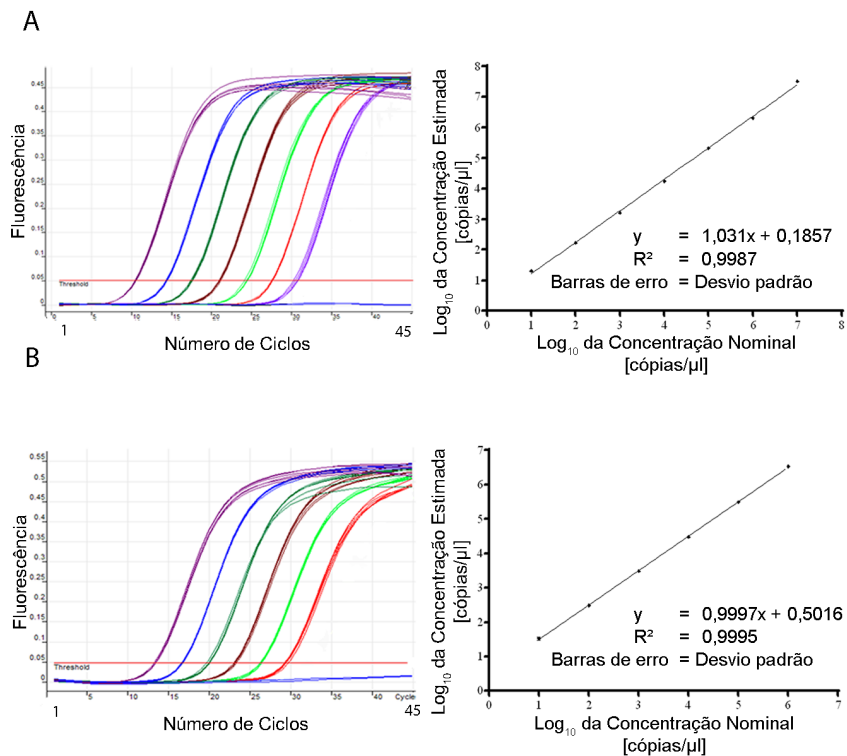 A
Fluorescência
0.45
0.4
0.35
0.3
0.25
0.2
0.15
0.1
0.05
0
Threshold
5
10
15
20
25
30
35
40
1
45
Número de Ciclos
Log10 da Concentração Estimada
[cópias/µl]
8
7
6
5
4
3
2
1
0
y = 1,031x + 0,1857
R² = 0,9987
Barras de erro = Desvio padrão
0 1 2 3 4 5 6 7 8
Log10 da Concentração Nominal
[cópias/µl]
B
Fluorescência
0.55
0.5
0.45
0.4
0.35
0.3
0.25
0.2
0.15
0.1
0.05
0
Threshold
5
10
15
20
25
30
35
40
Cycle
1
45
Número de Ciclos
Log10 da Concentração Estimada
[cópias/µl]
7
6
5
4
3
2
1
0
y = 0,9997x + 0,5016
R² = 0,9995
Barras de erro = Desvio padrão
0 1 2 3 4 5 6 7
Log10 da Concentração Nominal
[cópias/µl]